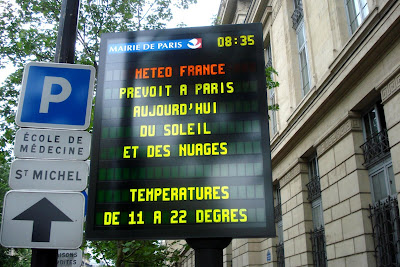 MAIRIE DE PARIS
08:35
METEO FRANCE
PREVOIT A PARIS
AUJOURD'HUI
DU SOLEIL
ET DES NUAGES
TEMPERATURES
DE 11 A 22 DEGRES
P
ÉCOLE DE
MÉDECINE
ST MICHEL